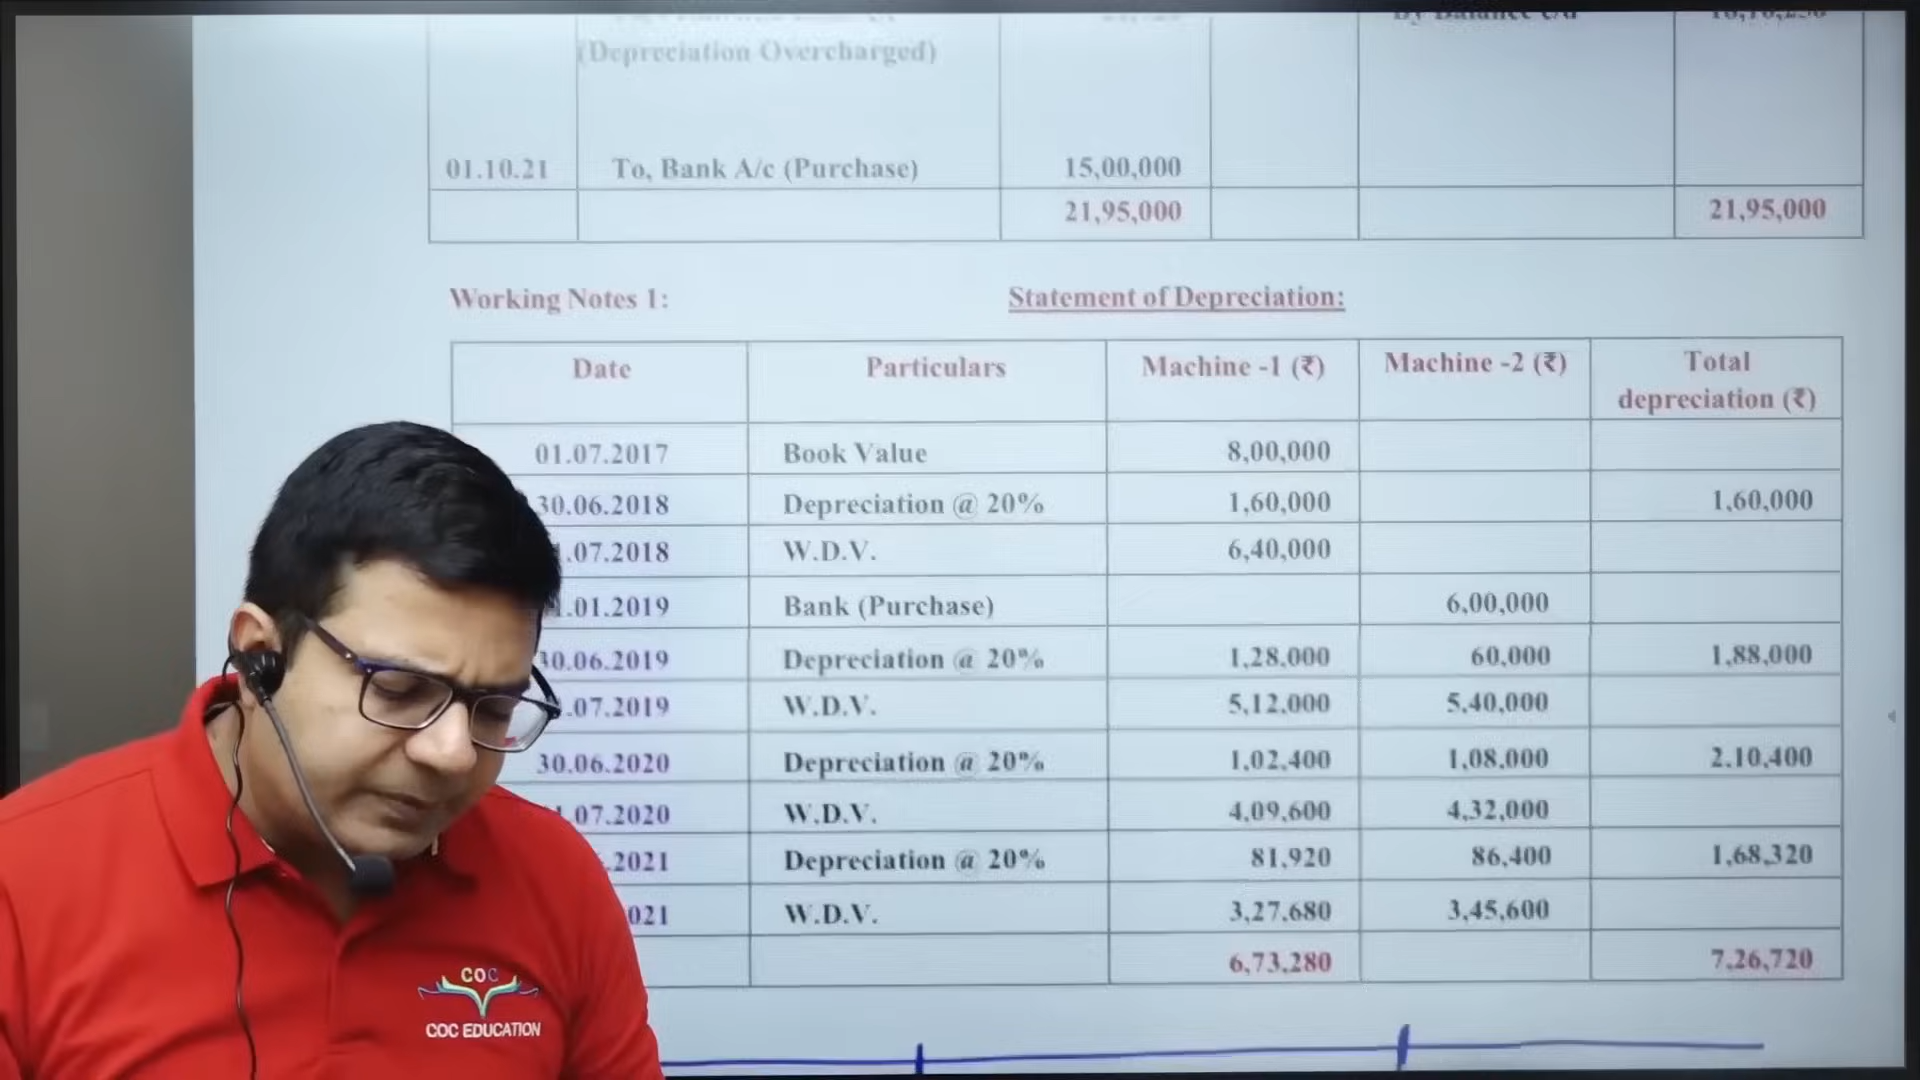 (Depreciation Overcharged)
01.10.21 To, Bank A/c (Purchase) 15,00,000
21,95,000 21,95,000
Working Notes 1: Statement of Depreciation:
Date Particulars Machine -1 (₹) Machine -2 (₹) Total depreciation (₹)
01.07.2017 Book Value 8,00,000
30.06.2018 Depreciation @ 20% 1,60,000 1,60,000
.07.2018 W.D.V. 6,40,000
.01.2019 Bank (Purchase) 6,00,000
30.06.2019 Depreciation @ 20% 1,28,000 60,000 1,88,000
.07.2019 W.D.V. 5,12,000 5,40,000
30.06.2020 Depreciation @ 20% 1,02,400 1,08,000 2,10,400
.07.2020 W.D.V. 4,09,600 4,32,000
.2021 Depreciation @ 20% 81,920 86,400 1,68,320
021 W.D.V. 3,27,680 3,45,600
6,73,280 7,26,720
COC
COC EDUCATION